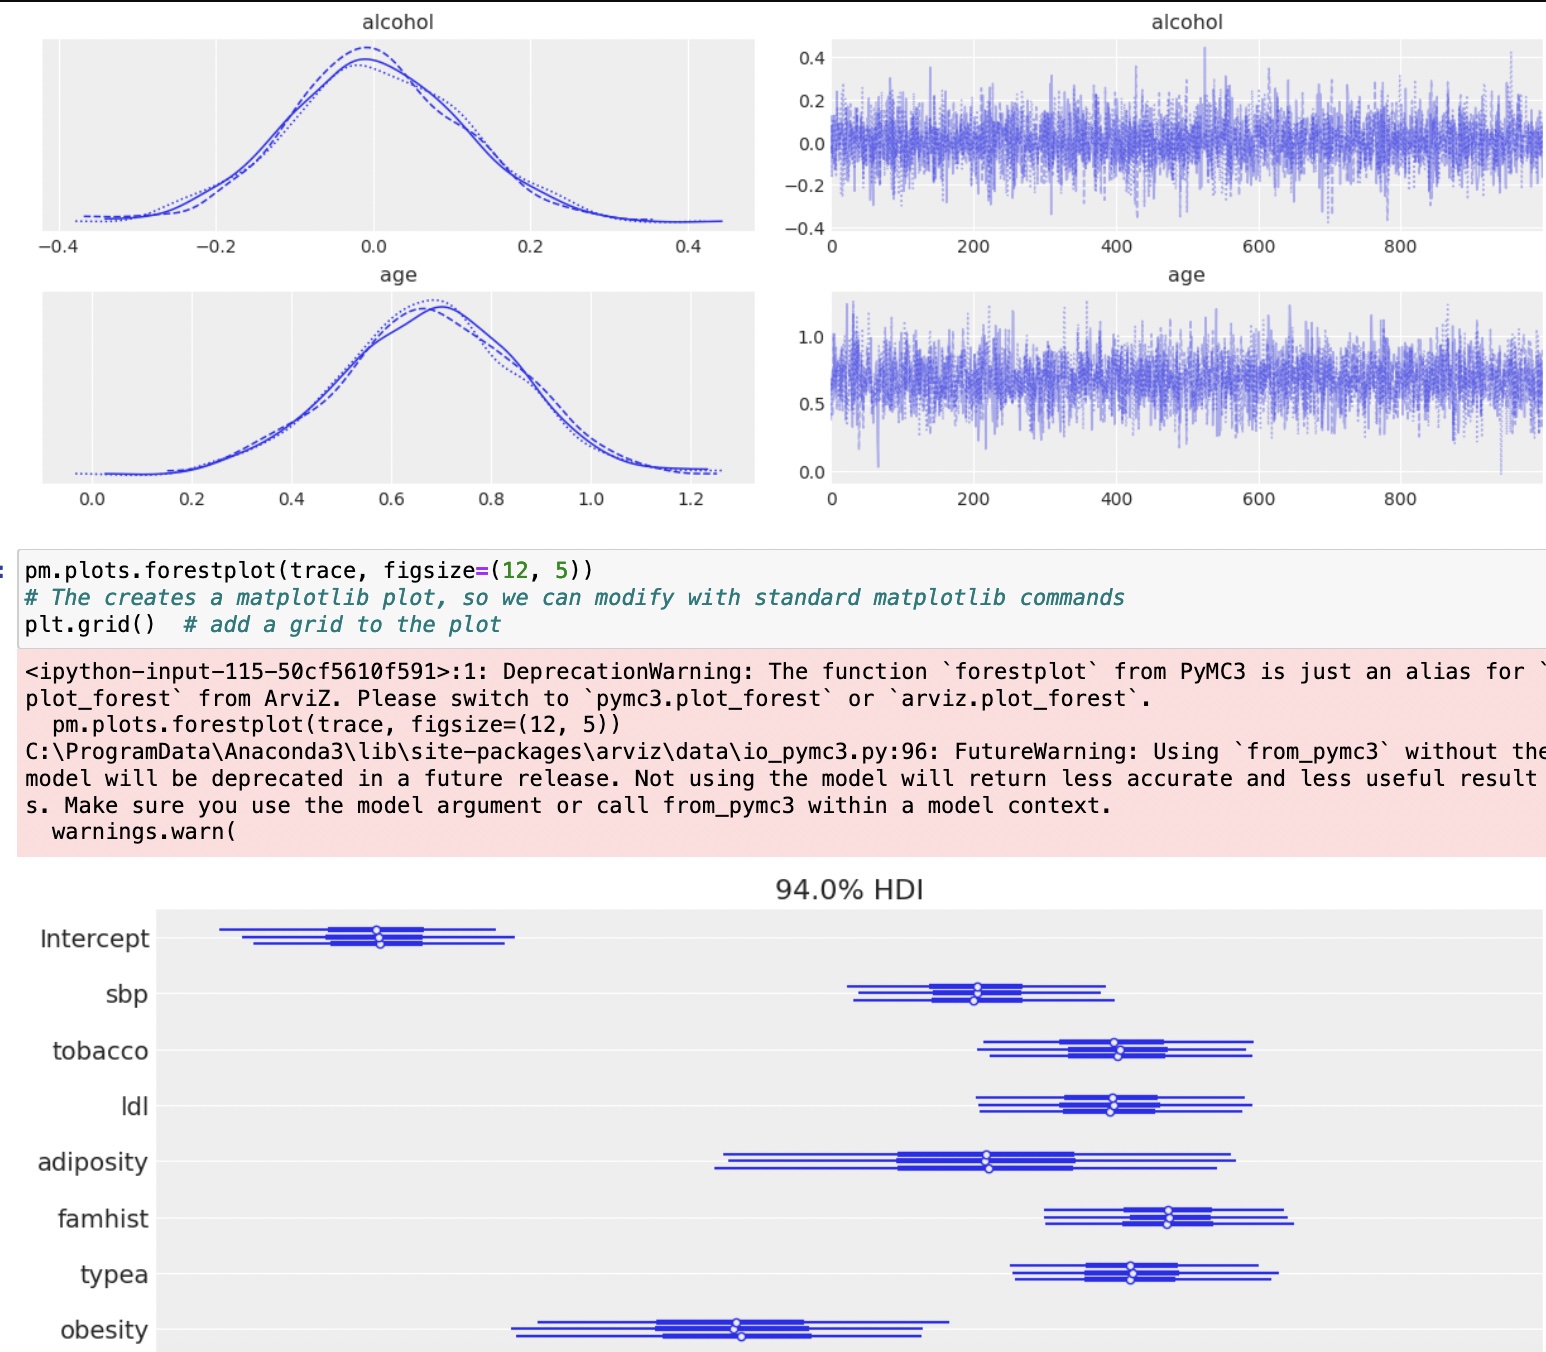 alcohol
alcohol
0.4
0.2
0.0
−0.2
−0.4
−0.4 −0.2 0.0 0.2 0.4
0 200 400 600 800
age
age
1.0
0.5
0.0
0.0 0.2 0.4 0.6 0.8 1.0 1.2
0 200 400 600 800
: pm.plots.forestplot(trace, figsize=(12, 5))
# The creates a matplotlib plot, so we can modify with standard matplotlib commands
plt.grid()  # add a grid to the plot
<ipython-input-115-50cf5610f591>:1: DeprecationWarning: The function `forestplot` from PyMC3 is just an alias for `
plot_forest` from ArviZ. Please switch to `pymc3.plot_forest` or `arviz.plot_forest`.
  pm.plots.forestplot(trace, figsize=(12, 5))
C:\ProgramData\Anaconda3\lib\site-packages\arviz\data\io_pymc3.py:96: FutureWarning: Using `from_pymc3` without the
model will be deprecated in a future release. Not using the model will return less accurate and less useful result
s. Make sure you use the model argument or call from_pymc3 within a model context.
  warnings.warn(
94.0% HDI
Intercept
sbp
tobacco
ldl
adiposity
famhist
typea
obesity